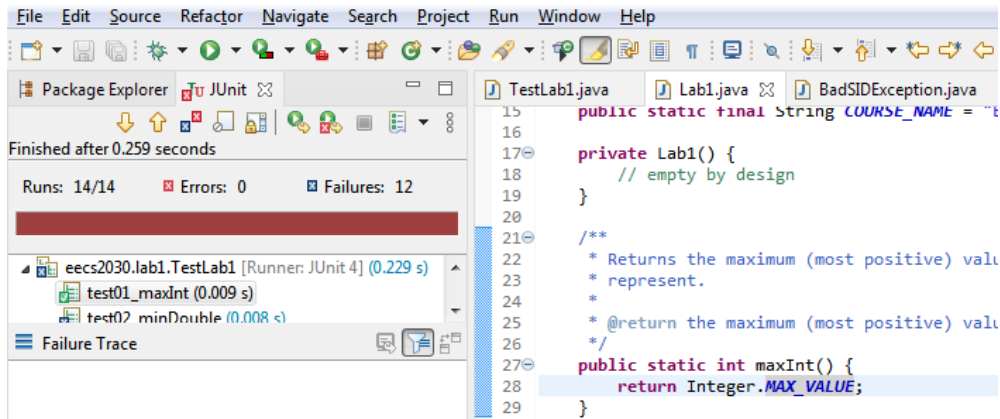 File Edit Source Refactor Navigate Search Project Run Window Help
Package Explorer JUnit
Finished after 0.259 seconds
Runs: 14/14 Errors: 0 Failures: 12
eecs2030.lab1.TestLab1 [Runner: JUnit 4] (0.229 s)
test01_maxInt (0.009 s)
test02_minDouble (0.008 s)
Failure Trace
TestLab1.java Lab1.java BadSIDException.java
15 public static final String COURSE_NAME = "E
16
17 private Lab1() {
18 // empty by design
19 }
20
21 /**
22 * Returns the maximum (most positive) valu
23 * represent.
24 *
25 * @return the maximum (most positive) valu
26 */
27 public static int maxInt() {
28 return Integer.MAX_VALUE;
29 }